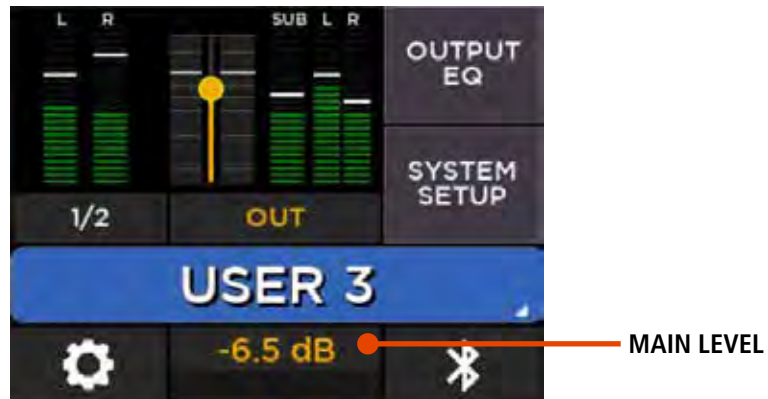 L R SUB L R
OUTPUT
EQ
SYSTEM
SETUP
1/2 OUT
USER 3
-6.5 dB MAIN LEVEL